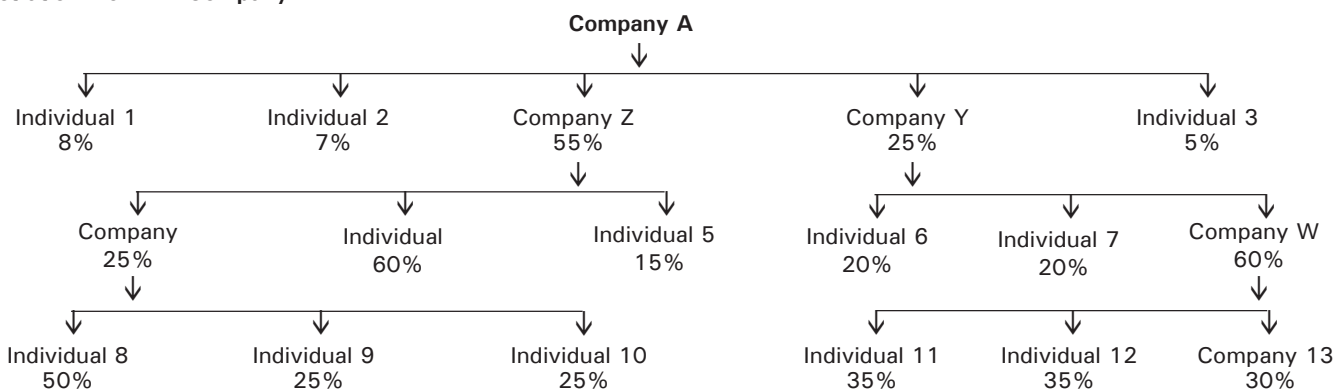 Company A
Individual 1 Individual 2 Company Z Company Y Individual 3
8% 7% 55% 25% 5%
Company Individual Individual 5 Individual 6 Individual 7 Company W
25% 60% 15% 20% 20% 60%
Individual 8 Individual 9 Individual 10 Individual 11 Individual 12 Company 13
50% 25% 25% 35% 35% 30%